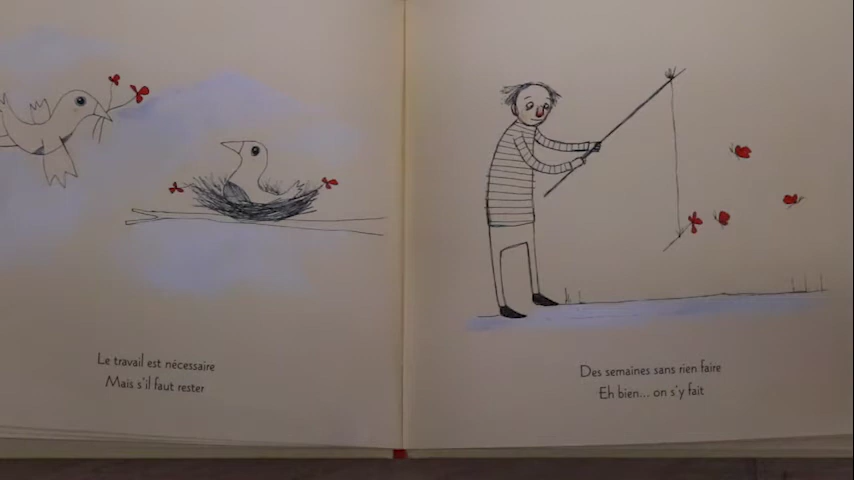 Le travail est nécessaire
Mais s'il faut rester
Des semaines sans rien faire
Eh bien... on s'y fait